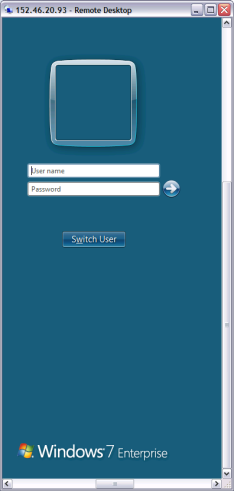 152.46.20.93 - Remote Desktop
User name
Password
Switch User
Windows 7 Enterprise